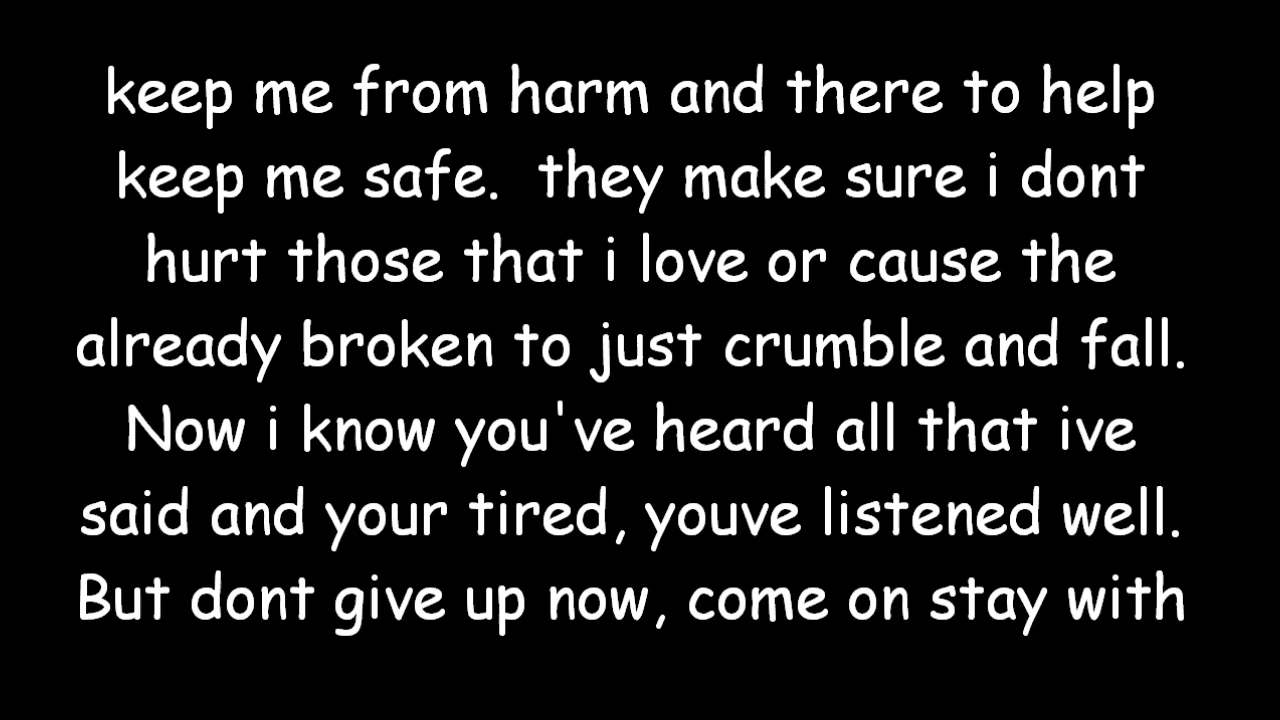 keep me from harm and there to help
keep me safe.  they make sure i dont
hurt those that i love or cause the
already broken to just crumble and fall.
Now i know you've heard all that ive
said and your tired, youve listened well.
But dont give up now, come on stay with